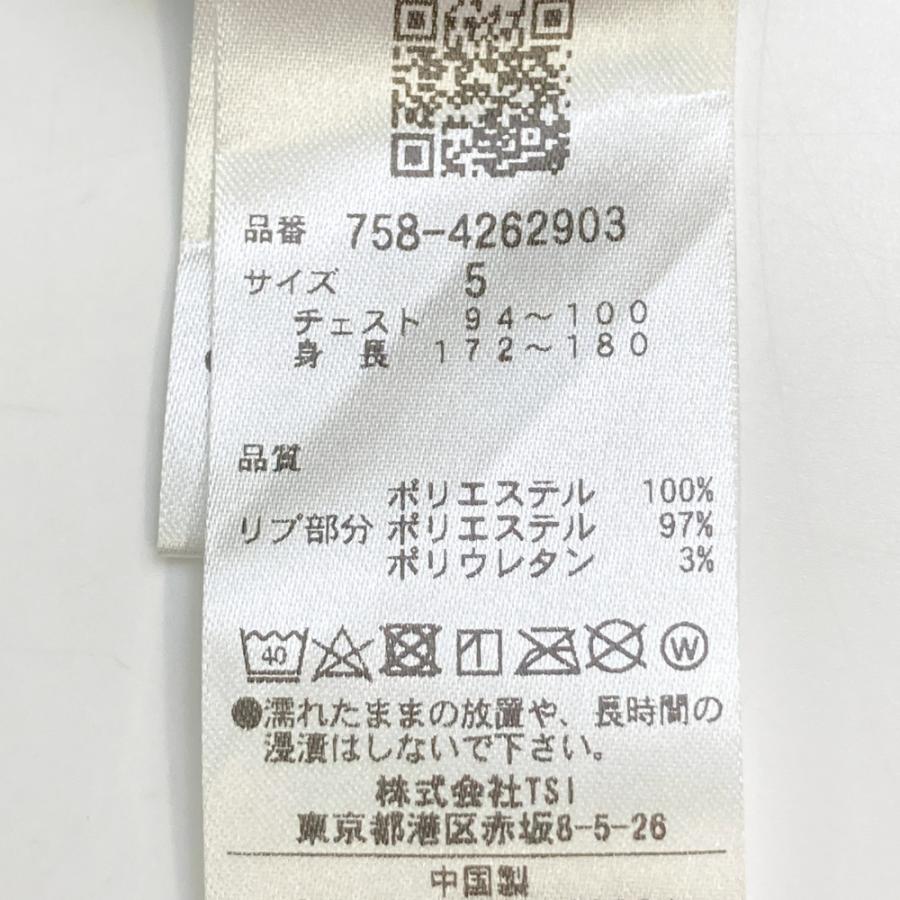 品番 758-4262903
サイズ 5
チェスト 94～100
身長 172～180
品質
ポリエステル 100%
リブ部分 ポリエステル 97%
ポリウレタン 3%
40 W
●濡れたままの放置や、長時間の
浸漬はしないで下さい。
株式会社TSI
東京都港区赤坂8-5-26
中国製